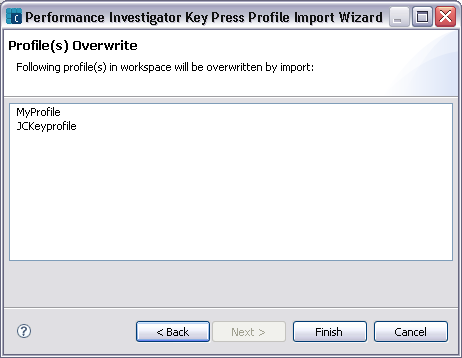 Performance Investigator Key Press Profile Import Wizard
Profile(s) Overwrite
Following profile(s) in workspace will be overwritten by import:
MyProfile
JCKeyprofile
? < Back Next > Finish Cancel